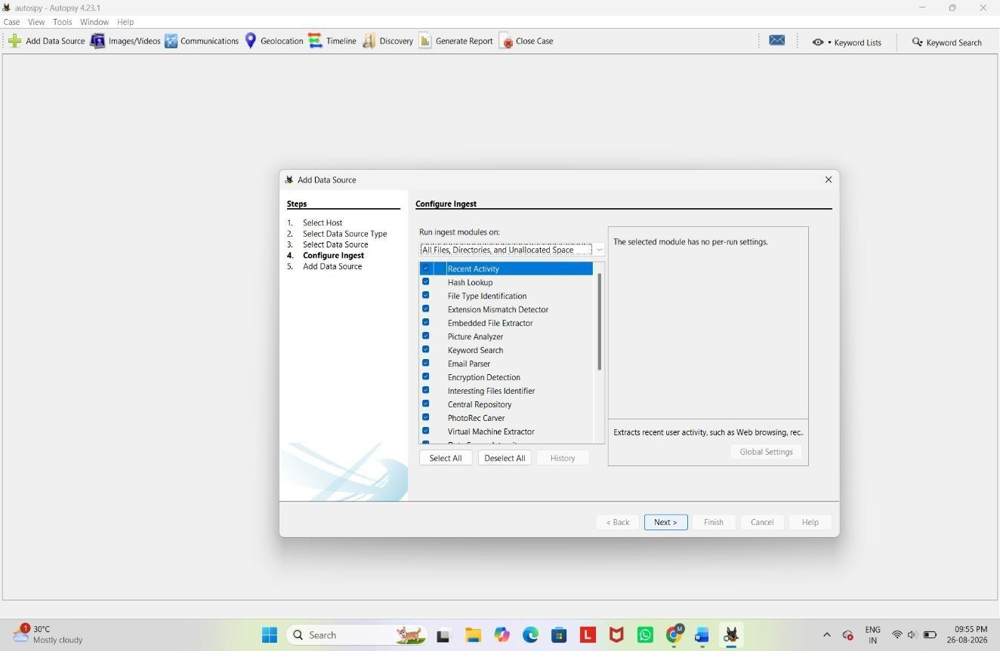 autospy - Autopsy 4.23.1
Case View Tools Window Help
Add Data Source Images/Videos Communications Geolocation Timeline Discovery Generate Report Close Case Keyword Lists Keyword Search
Add Data Source
Steps
1. Select Host
2. Select Data Source Type
3. Select Data Source
4. Configure Ingest
5. Add Data Source
Configure Ingest
Run ingest modules on:
All Files, Directories, and Unallocated Space
Recent Activity
Hash Lookup
File Type Identification
Extension Mismatch Detector
Embedded File Extractor
Picture Analyzer
Keyword Search
Email Parser
Encryption Detection
Interesting Files Identifier
Central Repository
PhotoRec Carver
Virtual Machine Extractor
Select All Deselect All History
The selected module has no per-run settings.
Extracts recent user activity, such as Web browsing, rec..
Global Settings
< Back Next > Finish Cancel Help
1
30°C
Mostly cloudy
Search
L
M
W
ENG
IN
09:55 PM
26-08-2026